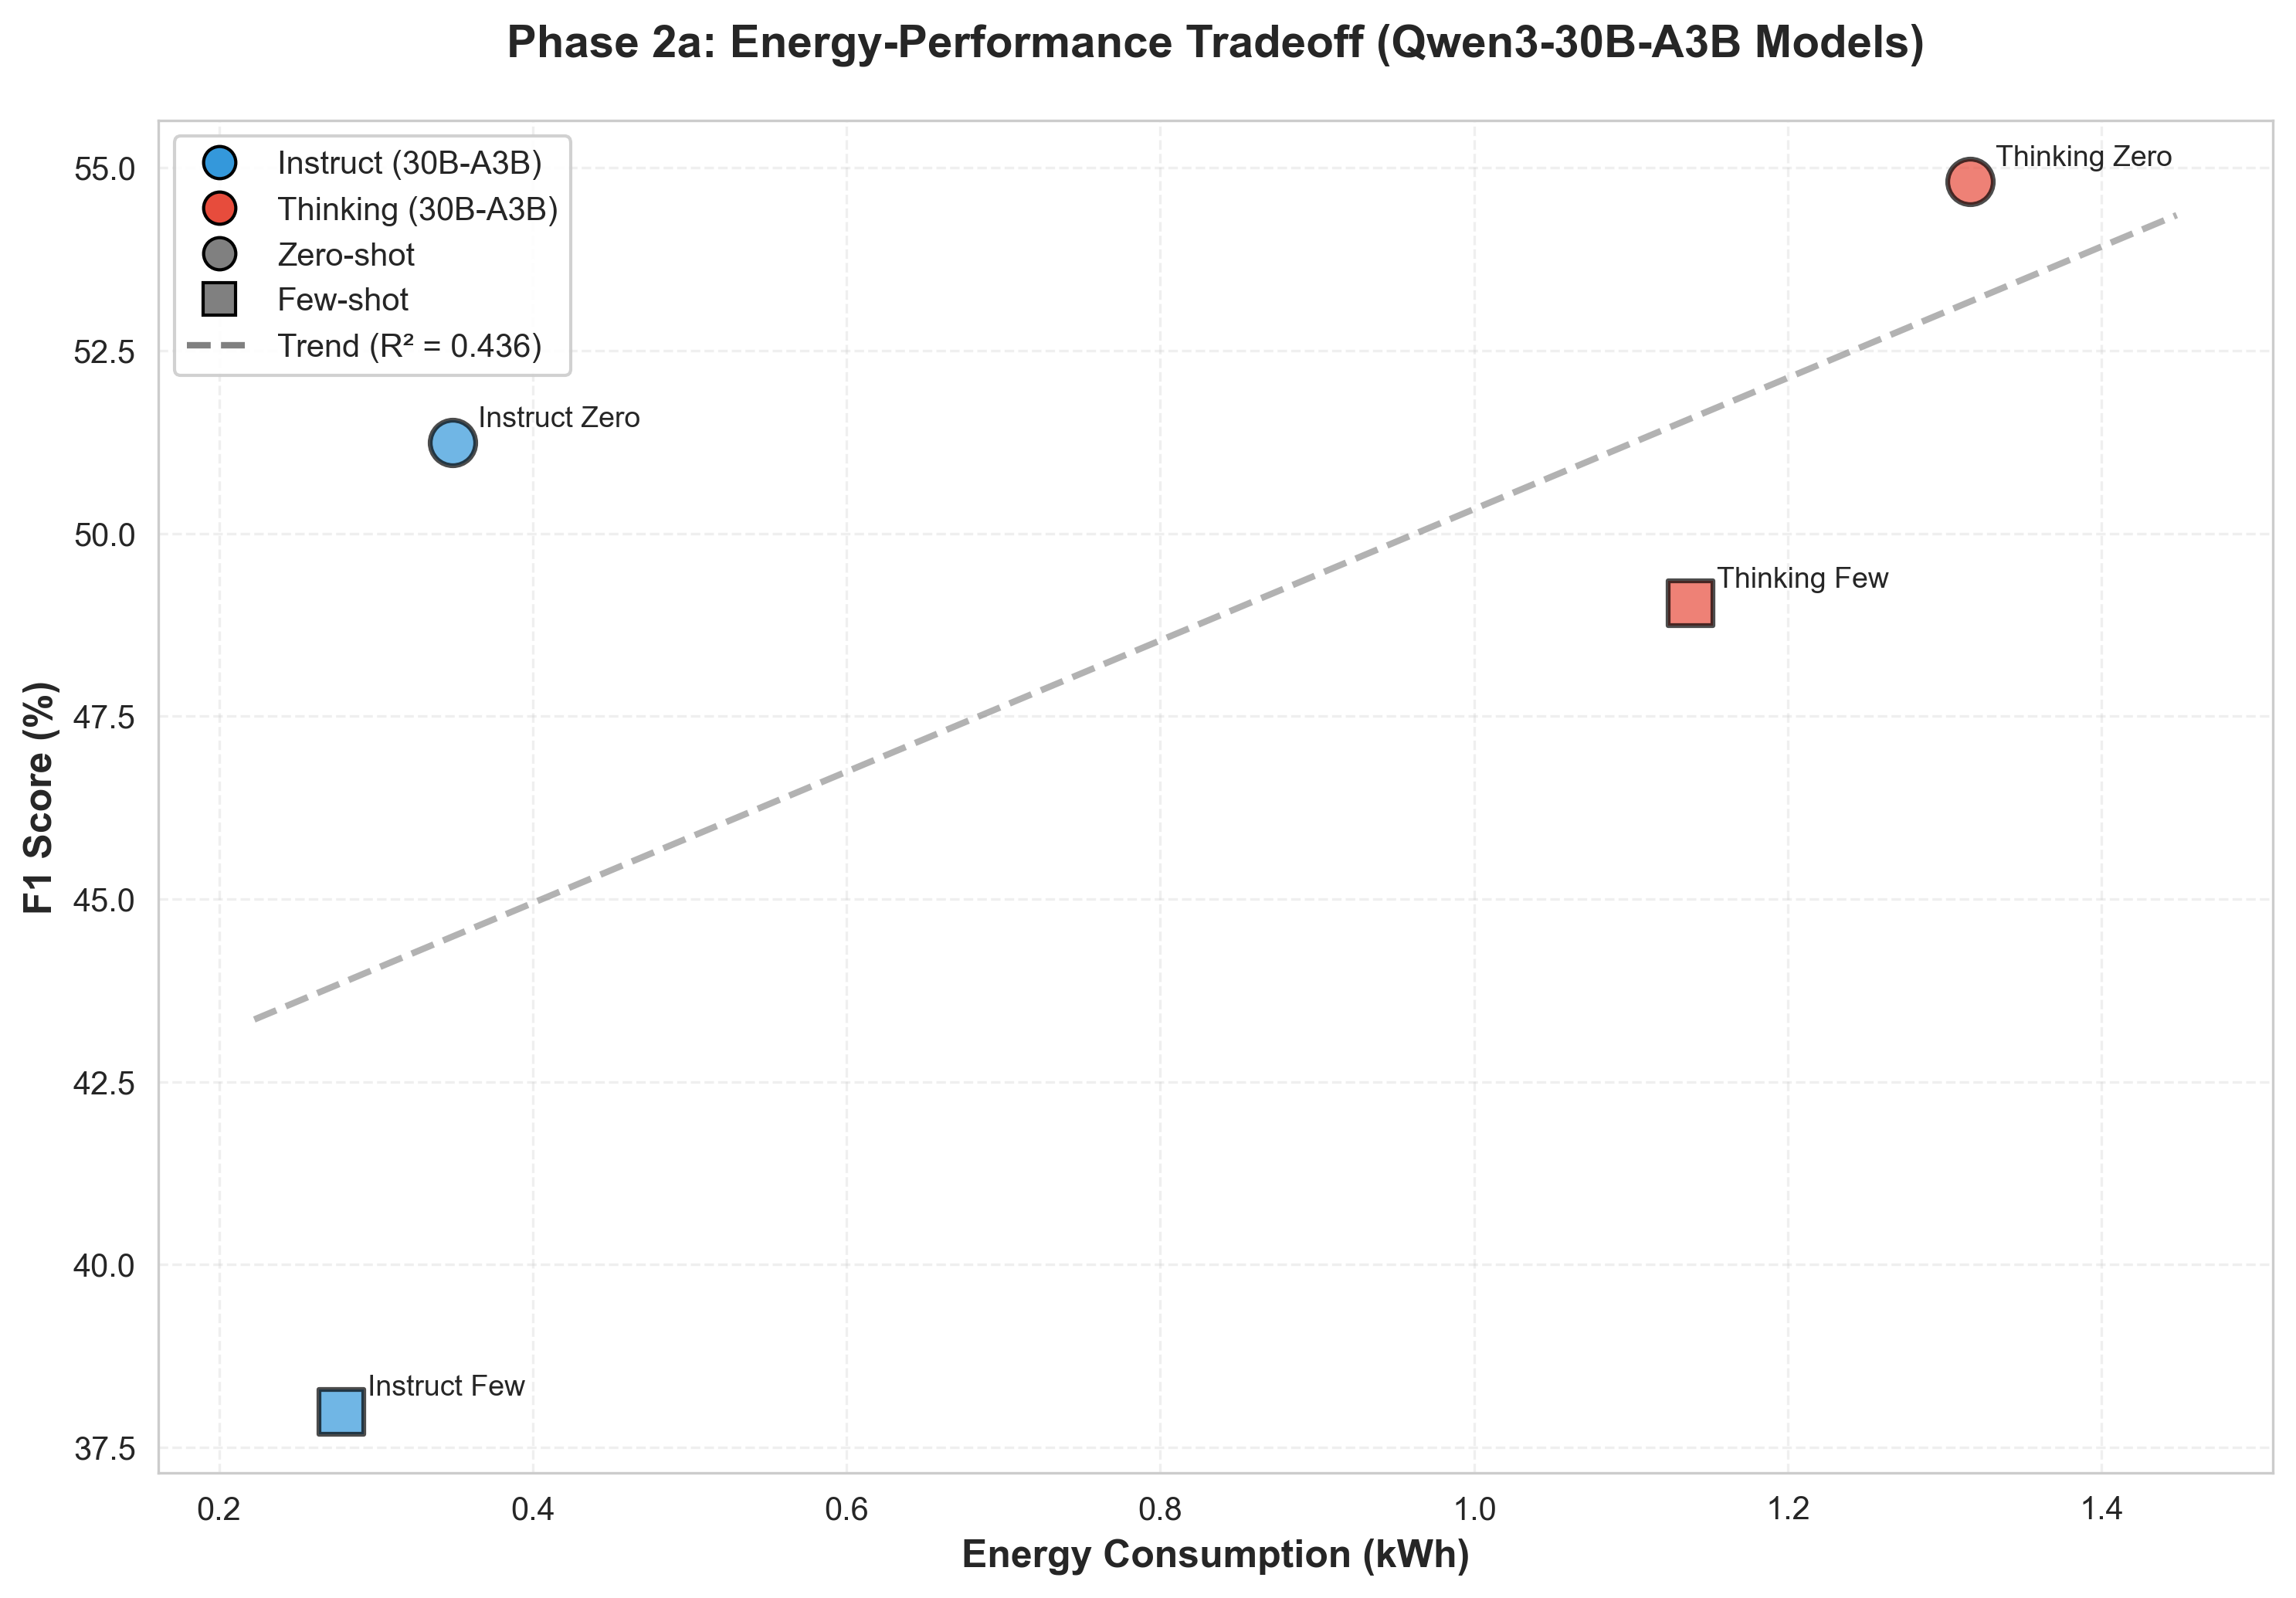 Phase 2a: Energy-Performance Tradeoff (Qwen3-30B-A3B Models)
Instruct (30B-A3B)
Thinking (30B-A3B)
Zero-shot
Few-shot
Trend (R² = 0.436)
Thinking Zero
Instruct Zero
Thinking Few
Instruct Few
F1 Score (%)
55.0
52.5
50.0
47.5
45.0
42.5
40.0
37.5
0.2 0.4 0.6 0.8 1.0 1.2 1.4
Energy Consumption (kWh)